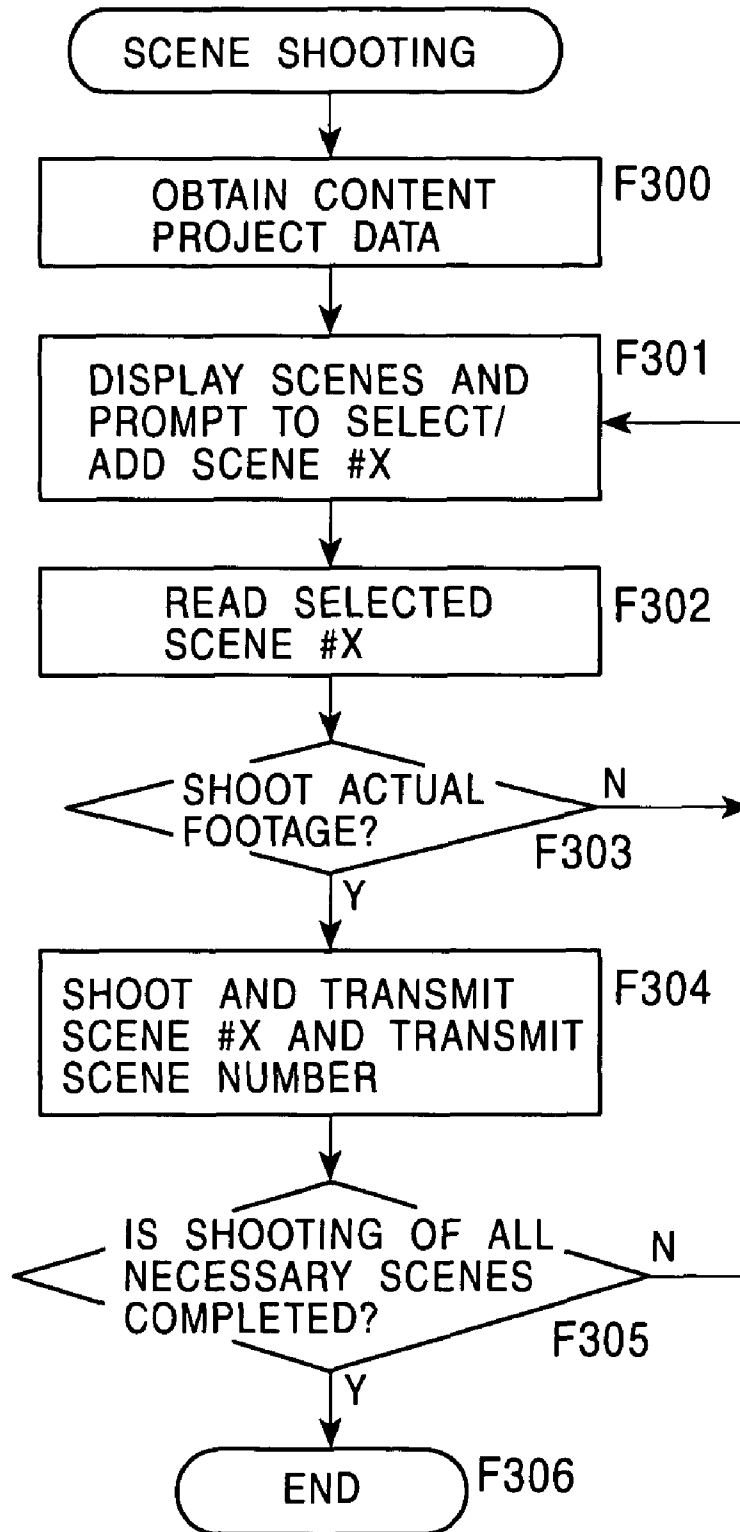 SCENE SHOOTING
OBTAIN CONTENT
PROJECT DATA
F300
DISPLAY SCENES AND
PROMPT TO SELECT/
ADD SCENE #X
F301
READ SELECTED
SCENE #X
F302
SHOOT ACTUAL
FOOTAGE?
N
F303
Y
SHOOT AND TRANSMIT
SCENE #X AND TRANSMIT
SCENE NUMBER
F304
IS SHOOTING OF ALL
NECESSARY SCENES
COMPLETED?
N
F305
Y
END
F306